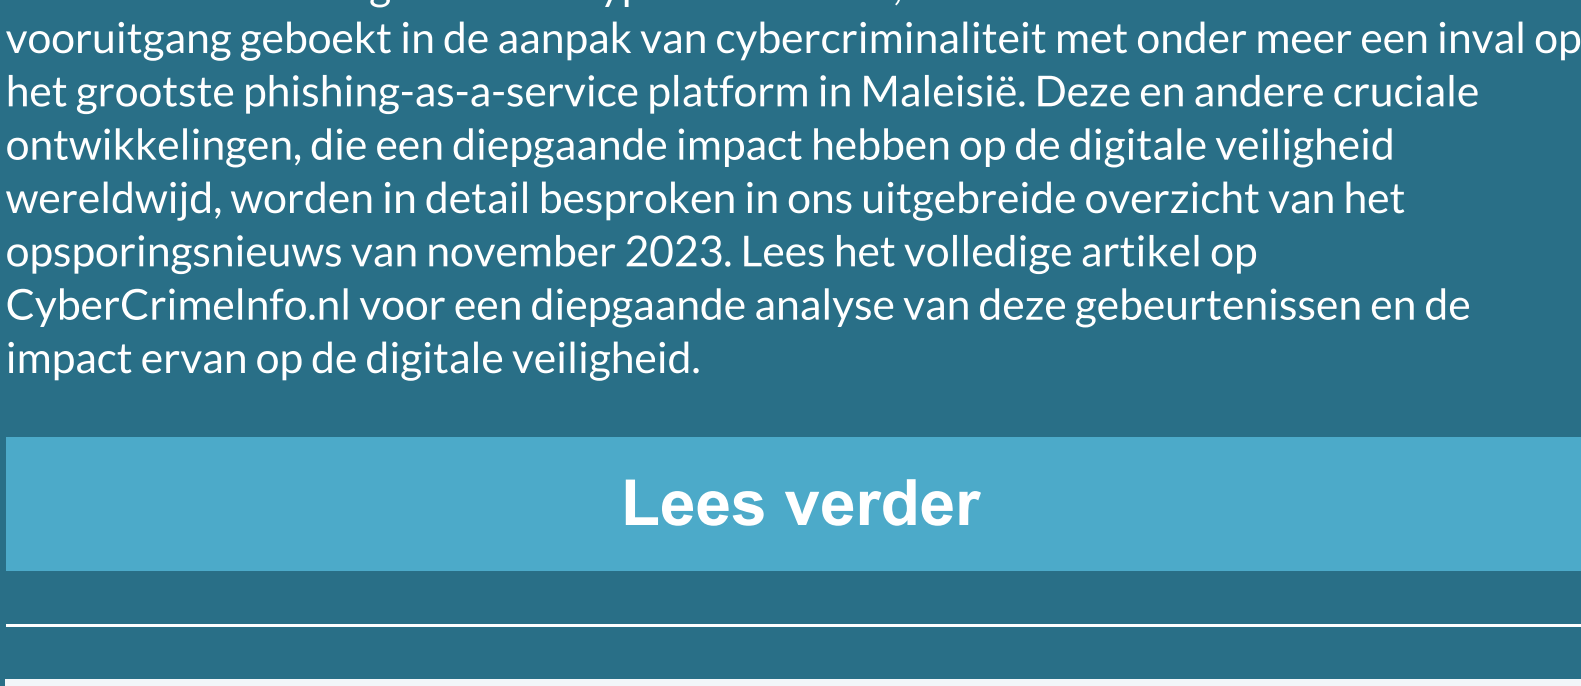 vooruitgang geboekt in de aanpak van cybercriminaliteit met onder meer een inval op
het grootste phishing-as-a-service platform in Maleisië. Deze en andere cruciale
ontwikkelingen, die een diepgaande impact hebben op de digitale veiligheid
wereldwijd, worden in detail besproken in ons uitgebreide overzicht van het
opsporingsnieuws van november 2023. Lees het volledige artikel op
CyberCrimeInfo.nl voor een diepgaande analyse van deze gebeurtenissen en de
impact ervan op de digitale veiligheid.
Lees verder